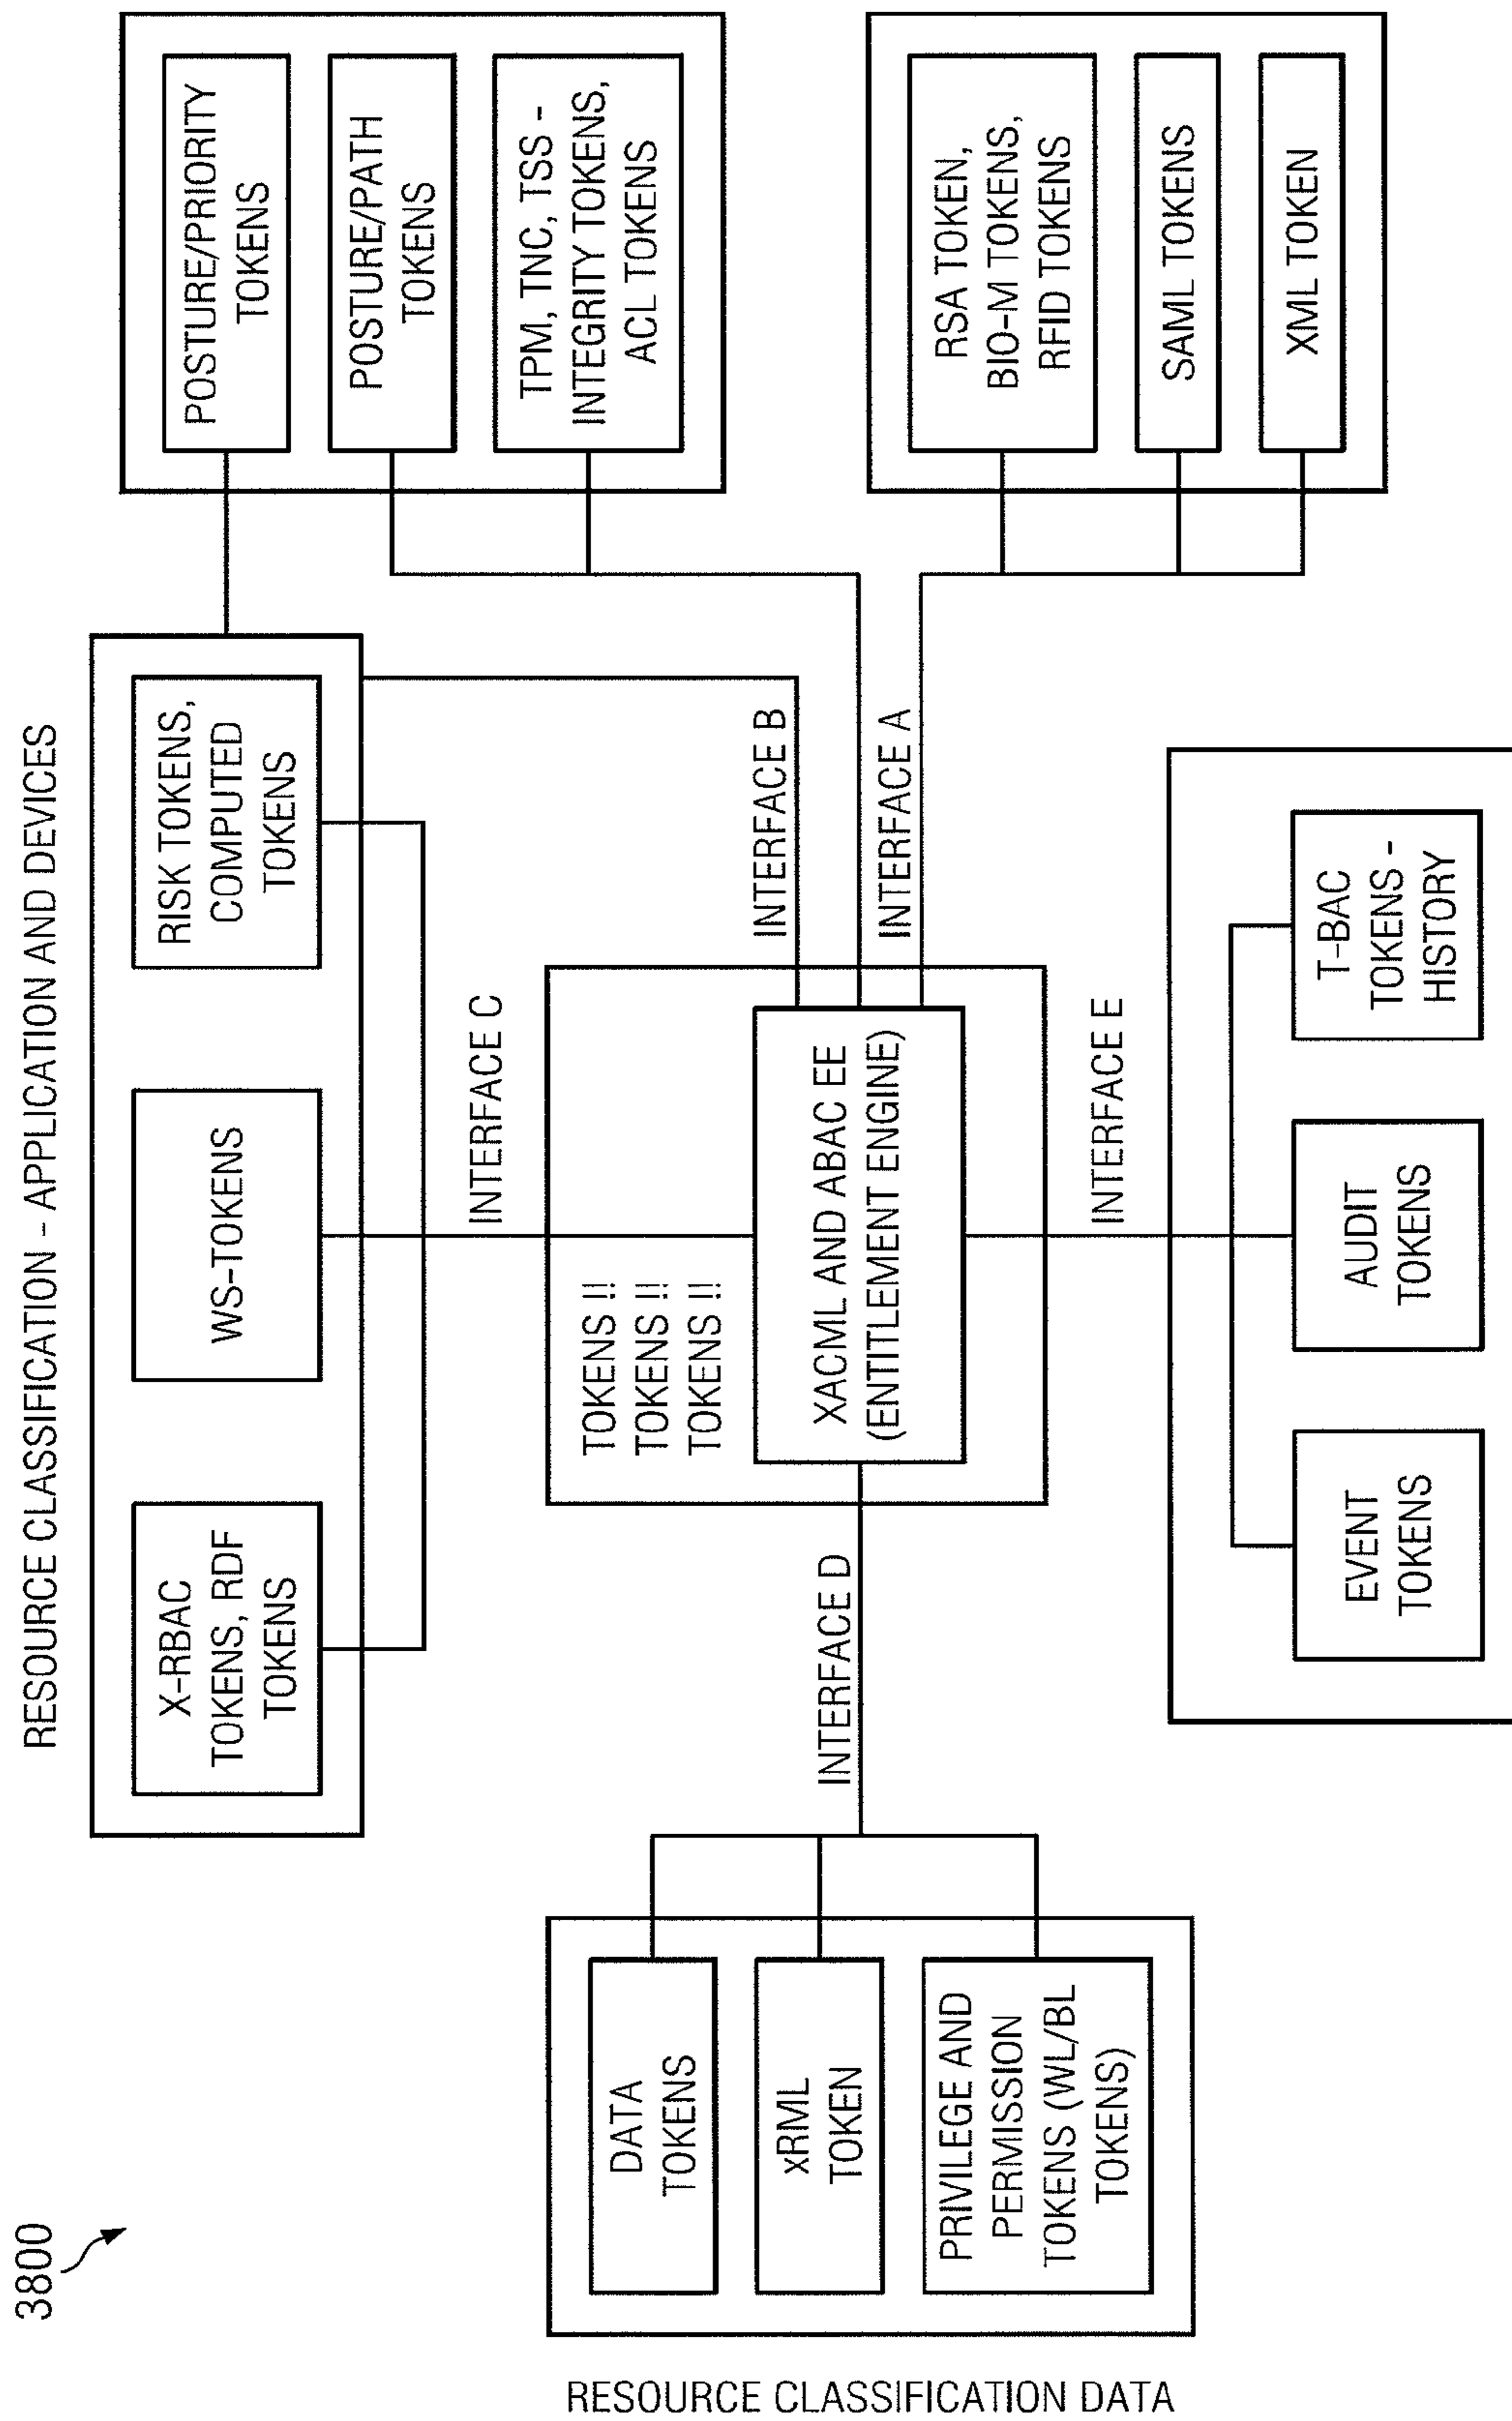 3800
RESOURCE CLASSIFICATION - APPLICATION AND DEVICES
X-RBAC
TOKENS, RDF
TOKENS
WS-TOKENS
RISK TOKENS,
COMPUTED
TOKENS
POSTURE/PRIORITY
TOKENS
POSTURE/PATH
TOKENS
TPM, TNC, TSS -
INTEGRITY TOKENS,
ACL TOKENS
INTERFACE C
INTERFACE B
INTERFACE A
TOKENS !!
TOKENS !!
TOKENS !!
XACML AND ABAC EE
(ENTITLEMENT ENGINE)
INTERFACE D
INTERFACE E
DATA
TOKENS
xRML
TOKEN
PRIVILEGE AND
PERMISSION
TOKENS (WL/BL
TOKENS)
RESOURCE CLASSIFICATION DATA
RSA TOKEN,
BIO-M TOKENS,
RFID TOKENS
SAML TOKENS
XML TOKEN
EVENT
TOKENS
AUDIT
TOKENS
T-BAC
TOKENS -
HISTORY